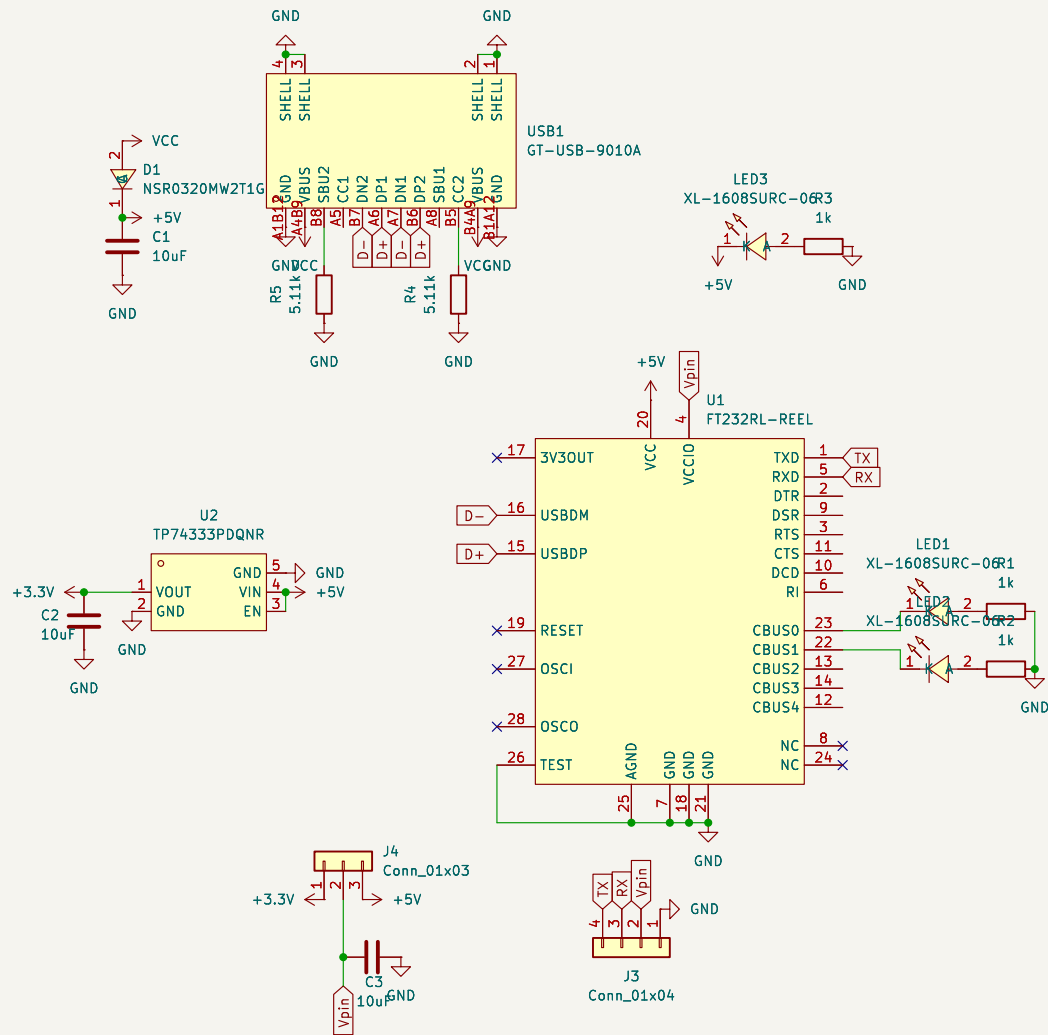 GND
GND
4
3
2
1
SHELL
SHELL
SHELL
SHELL
USB1
GT-USB-9010A
GND
VBUS
SBU2
CC1
DN2
DP1
DN1
DP2
SBU1
CC2
VBUS
GND
A1B12
A4B9
B8
A5
B7
A6
A7
B6
A8
B5
B4A9
B1A12
GND
VCC
D-
D+
D-
D+
VCC
GND
R5
5.11k
R4
5.11k
GND
GND
VCC
2
D1
NSR0320MW2T1G
K
A
1
+5V
C1
10uF
GND
LED3
XL-1608SURC-06
R3
1k
1
K
A
2
+5V
GND
+5V
Vpin
U1
FT232RL-REEL
20
4
VCC
VCCIO
17
3V3OUT
D-
16
USBDM
D+
15
USBDP
19
RESET
27
OSCI
28
OSCO
26
TEST
TXD
1
TX
RXD
5
RX
DTR
2
DSR
9
RTS
3
CTS
11
DCD
10
RI
6
CBUS0
23
CBUS1
22
CBUS2
13
CBUS3
14
CBUS4
12
NC
8
NC
24
AGND
GND
GND
GND
25
7
18
21
GND
LED1
XL-1608SURC-06
R1
1k
1
K
A
2
LED2
XL-1608SURC-06
R2
1k
1
K
A
2
GND
U2
TP74333PDQNR
+3.3V
1
VOUT
2
GND
GND
5
GND
VIN
4
+5V
EN
3
C2
10uF
GND
GND
J4
Conn_01x03
1
2
3
+3.3V
+5V
C3
10uF
GND
Vpin
TX
RX
Vpin
GND
4
3
2
1
J3
Conn_01x04